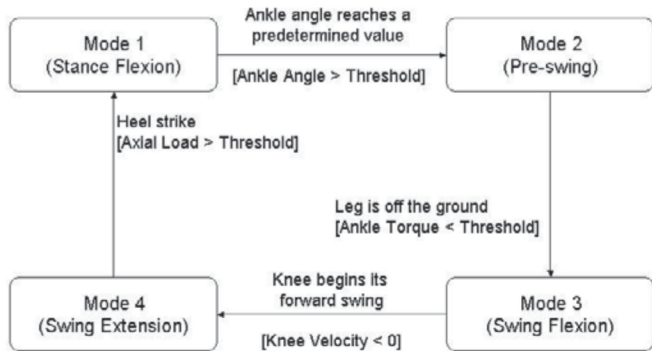 Ankle angle reaches a
predetermined value
Mode 1
(Stance Flexion)
[Ankle Angle > Threshold]
Mode 2
(Pre-swing)
Heel strike
[Axial Load > Threshold]
Leg is off the ground
[Ankle Torque < Threshold]
Knee begins its
forward swing
Mode 4
(Swing Extension)
[Knee Velocity < 0]
Mode 3
(Swing Flexion)